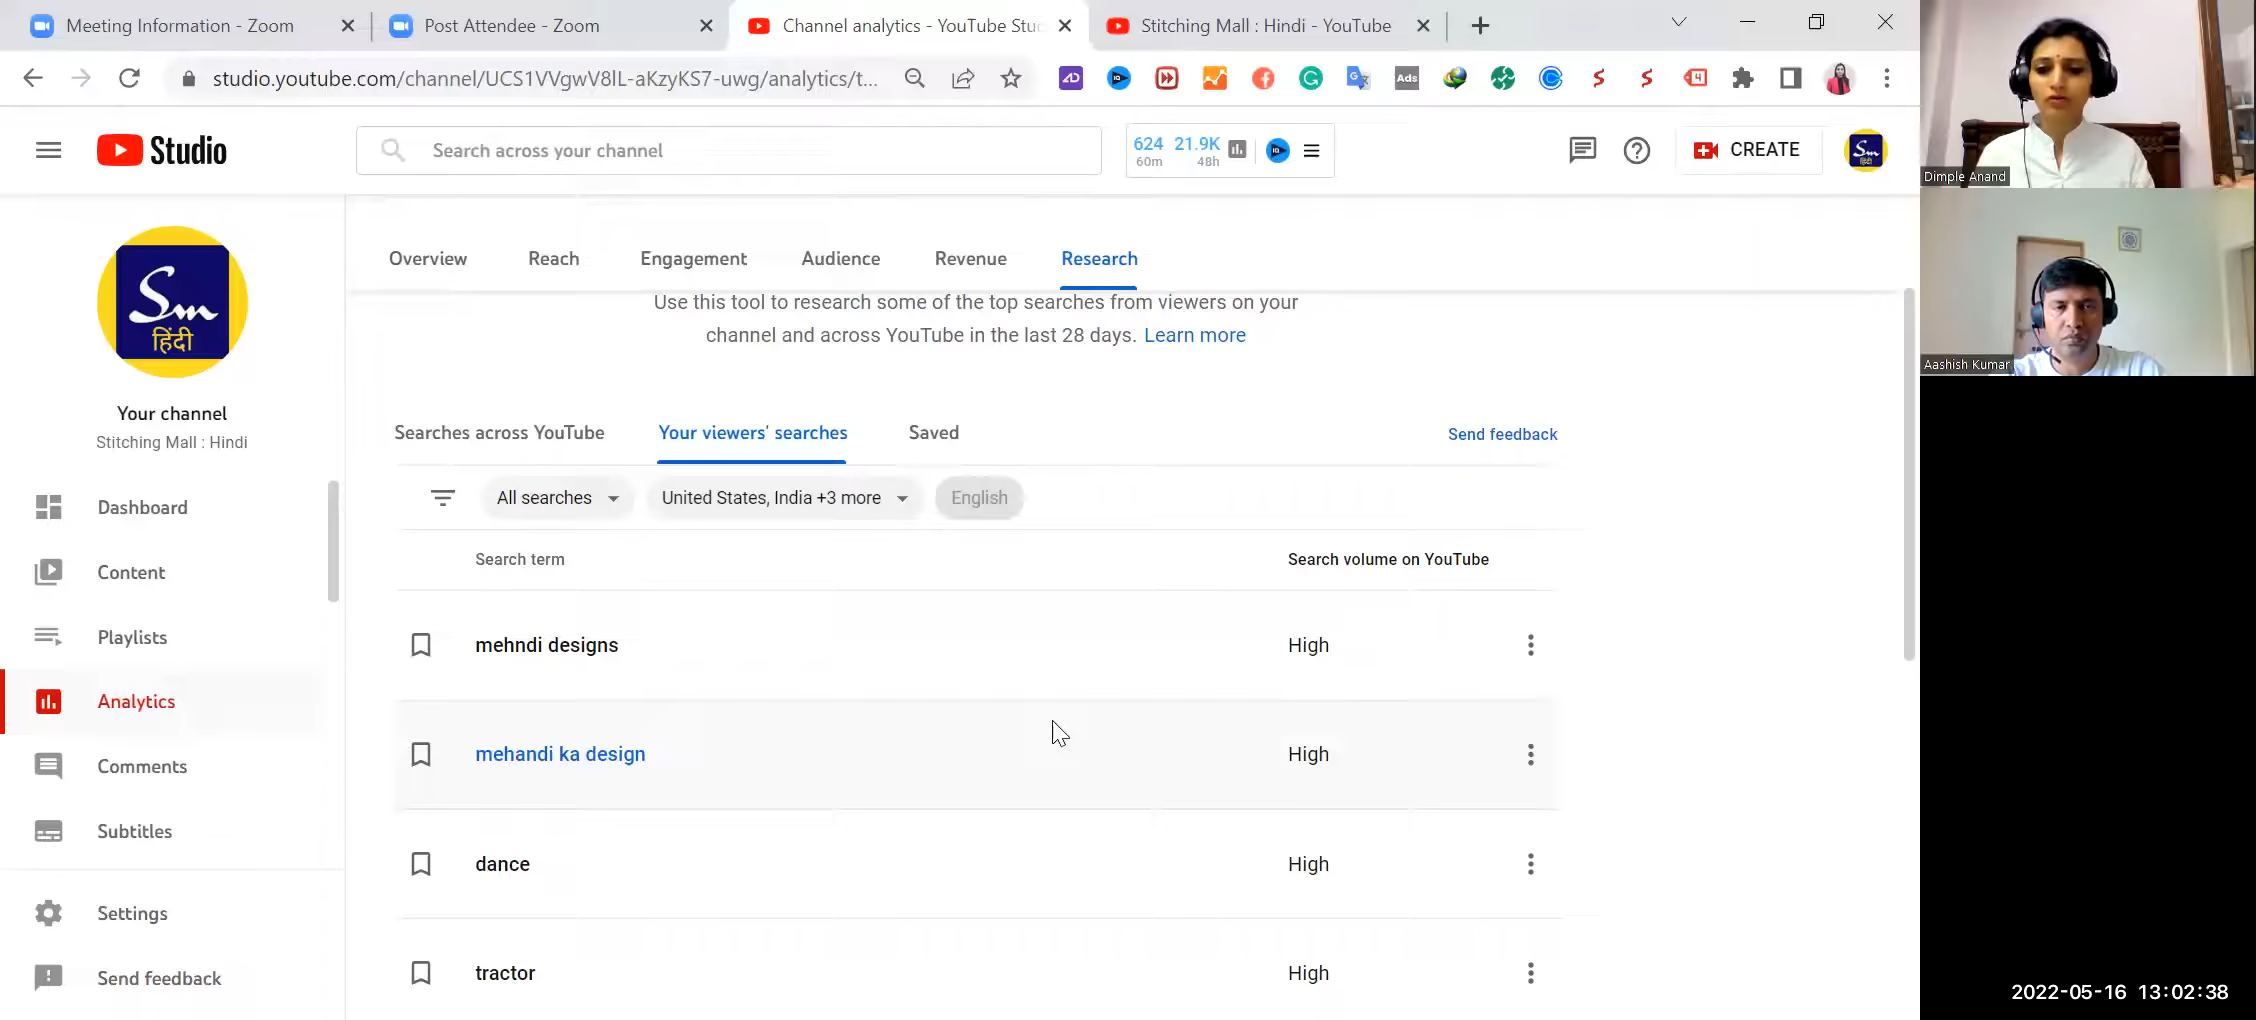 Meeting Information - Zoom
Post Attendee - Zoom
Channel analytics - YouTube Stu
Stitching Mall : Hindi - YouTube
studio.youtube.com/channel/UCS1VVgwV8lL-aKzyKS7-uwg/analytics/t...
Ads
4
Studio
Search across your channel
624 21.9K
60m 48h
CREATE
Sm
हिंदी
Dimple Anand
Aashish Kumar
Sm
हिंदी
Your channel
Stitching Mall : Hindi
Dashboard
Content
Playlists
Analytics
Comments
Subtitles
Settings
Send feedback
Overview Reach Engagement Audience Revenue Research
Use this tool to research some of the top searches from viewers on your
channel and across YouTube in the last 28 days. Learn more
Searches across YouTube Your viewers' searches Saved Send feedback
All searches United States, India +3 more English
Search term Search volume on YouTube
mehndi designs High
mehandi ka design High
dance High
tractor High
2022-05-16 13:02:38